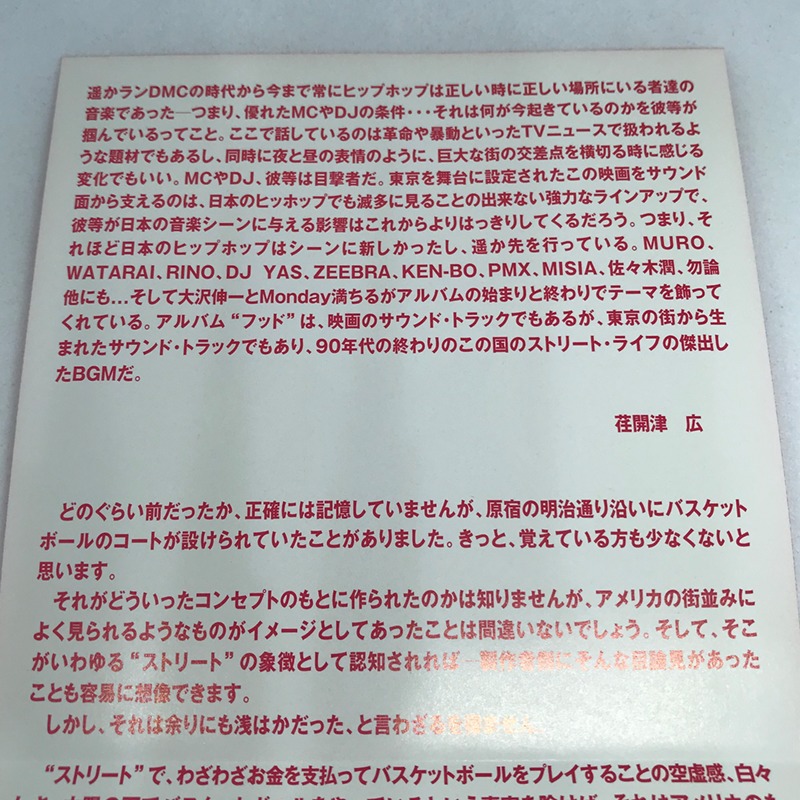 遥かランDMCの時代から今まで常にヒップホップは正しい時に正しい場所にいる者達の
音楽であった―つまり、優れたMCやDJの条件・・・それは何が今起きているのかを彼等が
掴んでいるってこと。ここで話しているのは革命や暴動といったTVニュースで扱われるよ
うな題材でもあるし、同時に夜と昼の表情のように、巨大な街の交差点を横切る時に感じる
変化でもいい。MCやDJ、彼等は目撃者だ。東京を舞台に設定されたこの映画をサウンド
面から支えるのは、日本のヒッホップでも滅多に見ることの出来ない強力なラインアップで、
彼等が日本の音楽シーンに与える影響はこれからよりはっきりしてくるだろう。つまり、そ
れほど日本のヒップホップはシーンに新しかったし、遥か先を行っている。MURO、
WATARAI、RINO、DJ YAS、ZEEBRA、KEN-BO、PMX、MISIA、佐々木潤、勿論
他にも...そして大沢伸一とMonday満ちるがアルバムの始まりと終わりでテーマを飾って
くれている。アルバム“フッド”は、映画のサウンド・トラックでもあるが、東京の街から生
まれたサウンド・トラックでもあり、90年代の終わりのこの国のストリート・ライフの傑出し
たBGMだ。
荏開津 広
どのぐらい前だったか、正確には記憶していませんが、原宿の明治通り沿いにバスケット
ボールのコートが設けられていたことがありました。きっと、覚えている方も少なくないと
思います。
それがどういったコンセプトのもとに作られたのかは知りませんが、アメリカの街並みに
よく見られるようなものがイメージとしてあったことは間違いないでしょう。そして、そこ
がいわゆる“ストリート”の象徴として認知されれば
があった
ことも容易に想像できます。
しかし、それは余りにも浅はかだった、と言わざる
“ストリート”で、わざわざお金を支払ってバスケットボールをプレイすることの空虚感、白々